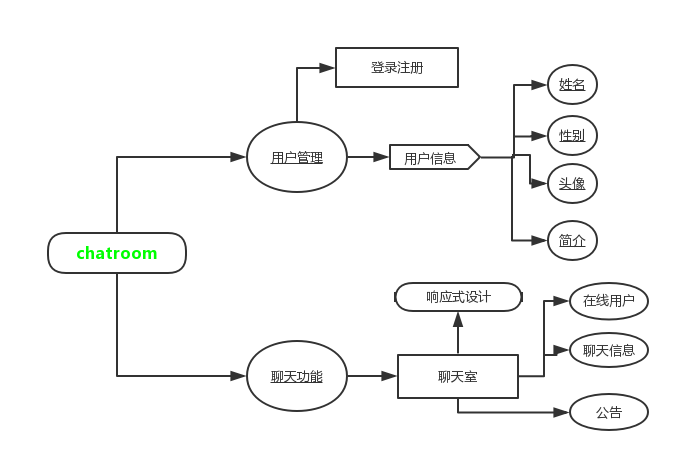 登录注册
姓名
性别
用户管理
用户信息
头像
简介
chatroom
响应式设计
在线用户
聊天信息
聊天功能
聊天室
公告